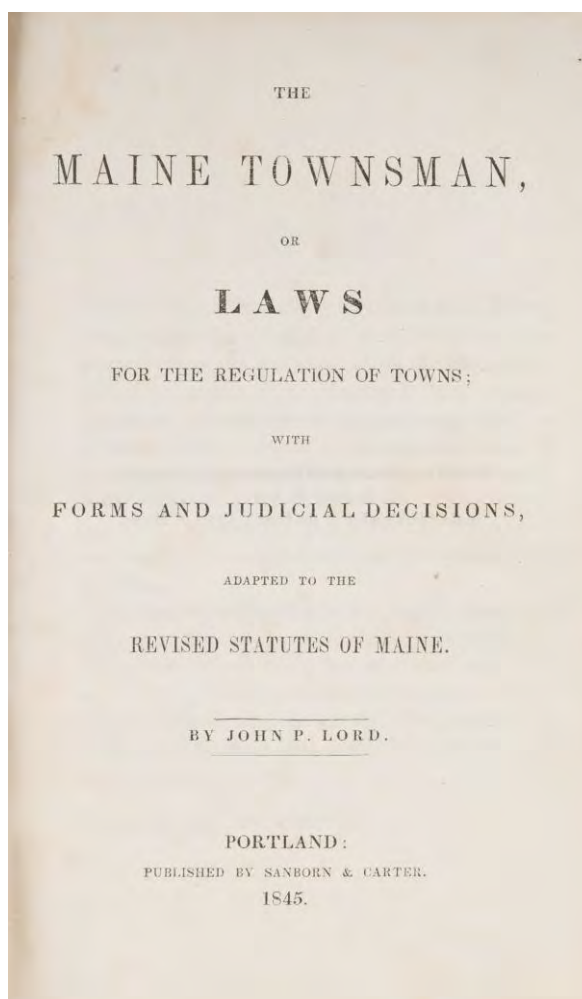 THE
MAINE TOWNSMAN,
OR
LAWS
FOR THE REGULATION OF TOWNS;
WITH
FORMS AND JUDICIAL DECISIONS,
ADAPTED TO THE
REVISED STATUTES OF MAINE.
BY JOHN P. LORD.
PORTLAND:
PUBLISHED BY SANBORN & CARTER.
1845.